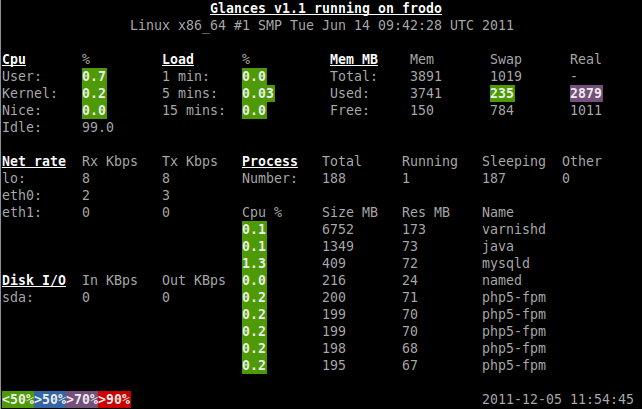 Glances v1.1 running on frodo
Linux x86_64 #1 SMP Tue Jun 14 09:42:28 UTC 2011
Cpu % Load % Mem MB Mem Swap Real
User: 0.7 1 min: 0.0 Total: 3891 1019 -
Kernel: 0.2 5 mins: 0.03 Used: 3741 235 2879
Nice: 0.0 15 mins: 0.0 Free: 150 784 1011
Idle: 99.0
Net rate Rx Kbps Tx Kbps Process Total Running Sleeping Other
lo: 8 8 Number: 188 1 187 0
eth0: 2 3
eth1: 0 0 Cpu % Size MB Res MB Name
0.1 6752 173 varnishd
0.1 1349 73 java
1.3 409 72 mysqld
Disk I/O In KBps Out KBps 0.0 216 24 named
sda: 0 0 0.2 200 71 php5-fpm
0.2 199 70 php5-fpm
0.2 199 70 php5-fpm
0.2 198 68 php5-fpm
0.2 195 67 php5-fpm
<50%>50%>70%>90% 2011-12-05 11:54:45